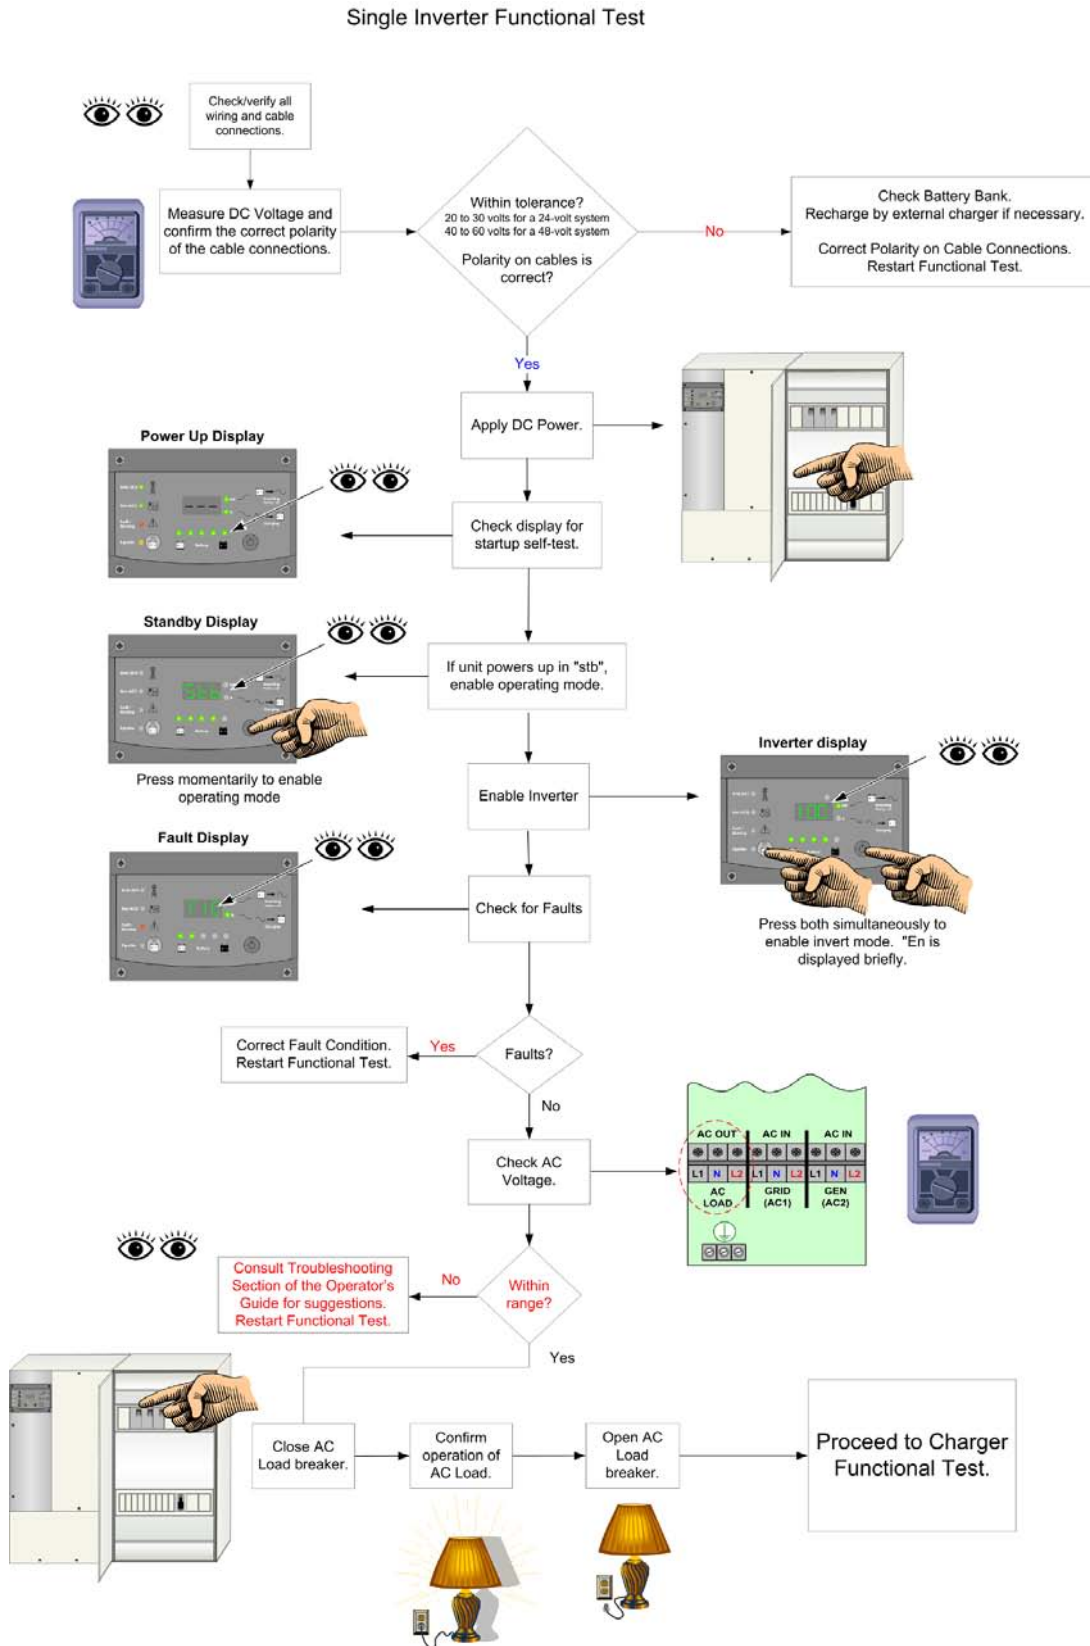 Single Inverter Functional Test
Check/verify all
wiring and cable
connections.
Measure DC Voltage and
confirm the correct polarity
of the cable connections.
Within tolerance?
20 to 30 volts for a 24-volt system
40 to 60 volts for a 48-volt system
Polarity on cables is
correct?
No
Check Battery Bank.
Recharge by external charger if necessary.
Correct Polarity on Cable Connections.
Restart Functional Test.
Yes
Apply DC Power.
Power Up Display
Check display for
startup self-test.
Standby Display
If unit powers up in "stb",
enable operating mode.
Press momentarily to enable
operating mode
Enable Inverter
Inverter display
Press both simultaneously to
enable invert mode. "En is
displayed briefly.
Fault Display
Check for Faults
Faults?
Yes
Correct Fault Condition.
Restart Functional Test.
No
Check AC
Voltage.
AC OUT AC IN AC IN
L1 N L2 L1 N L2 L1 N L2
AC GRID GEN
LOAD (AC1) (AC2)
Within
range?
No
Consult Troubleshooting
Section of the Operator's
Guide for suggestions.
Restart Functional Test.
Yes
Close AC
Load breaker.
Confirm
operation of
AC Load.
Open AC
Load
breaker.
Proceed to Charger
Functional Test.